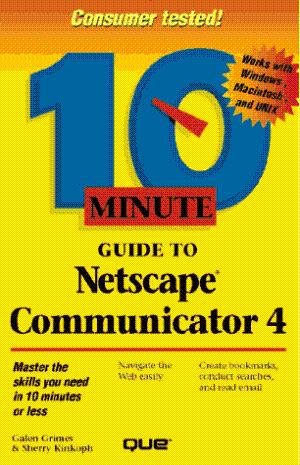 Consumer tested!
Works with
Windows,
Macintosh,
and UNIX
10
MINUTE
GUIDE TO
Netscape®
Communicator 4
Master the
skills you need
in 10 minutes
or less
Navigate the
Web easily
Create bookmarks,
conduct searches,
and read email
Galen Grimes
& Sherry Kinkoph
QUE®